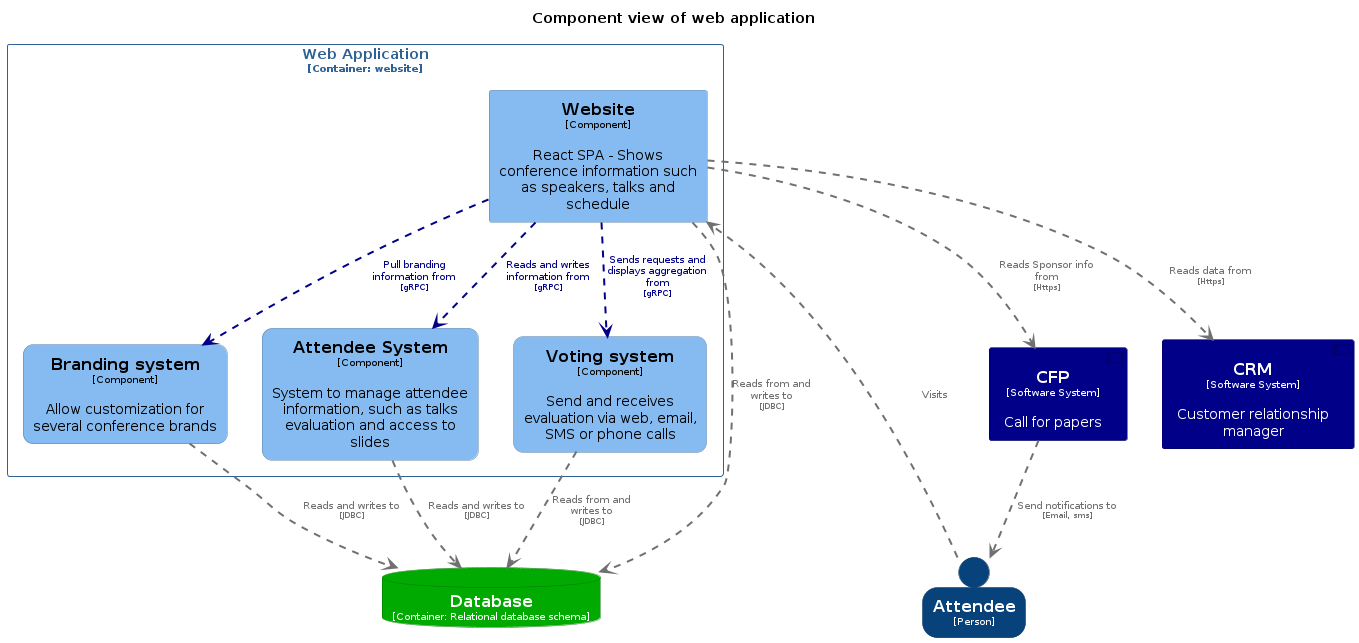 Component view of web application
Web Application
[Container: website]
Website
[Component]
React SPA - Shows
conference information such
as speakers, talks and
schedule
Pull branding
information from
[gRPC]
Reads and writes
information from
[gRPC]
Sends requests and
displays aggregation
from
[gRPC]
Reads Sponsor info
from
[Https]
Reads data from
[Https]
Branding system
[Component]
Allow customization for
several conference brands
Attendee System
[Component]
System to manage attendee
information, such as talks
evaluation and access to
slides
Voting system
[Component]
Send and receives
evaluation via web, email,
SMS or phone calls
Reads from and
writes to
[JDBC]
Visits
CFP
[Software System]
Call for papers
CRM
[Software System]
Customer relationship
manager
Reads and writes to
[JDBC]
Reads and writes to
[JDBC]
Reads from and
writes to
[JDBC]
Send notifications to
[Email, sms]
Database
[Container: Relational database schema]
Attendee
[Person]